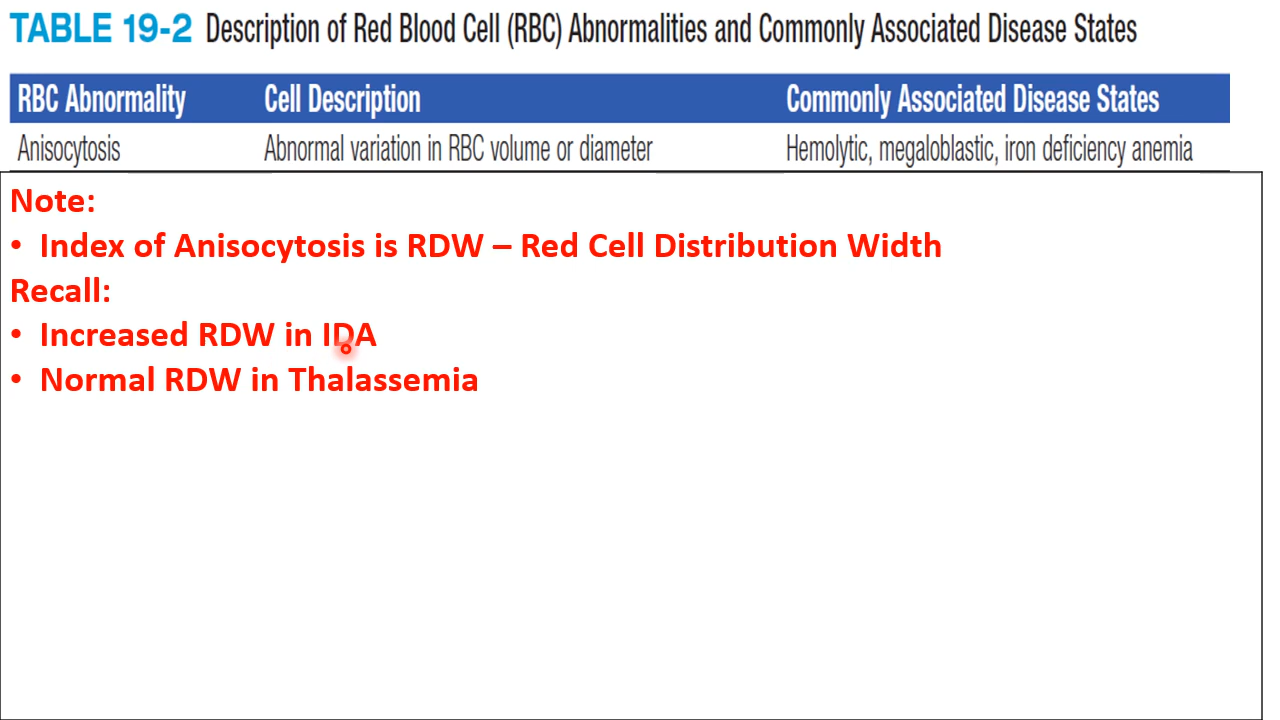 TABLE 19-2 Description of Red Blood Cell (RBC) Abnormalities and Commonly Associated Disease States
RBC Abnormality Cell Description Commonly Associated Disease States
Anisocytosis Abnormal variation in RBC volume or diameter Hemolytic, megaloblastic, iron deficiency anemia
Note:
• Index of Anisocytosis is RDW – Red Cell Distribution Width
Recall:
• Increased RDW in IDA
• Normal RDW in Thalassemia